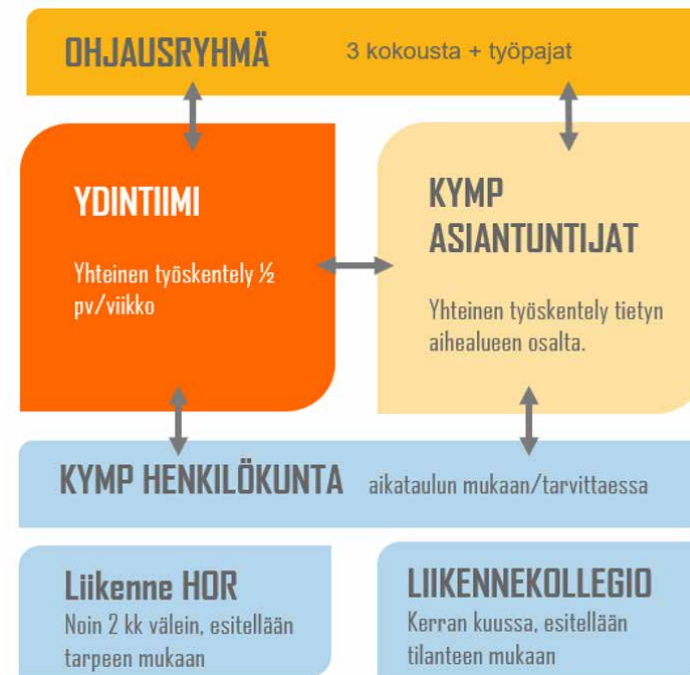 OHJAUSRYHMÄ 3 kokousta + työpajat
YDINTIIMI
Yhteinen työskentely ½
pv/viikko
KYMP
ASIANTUNTIJAT
Yhteinen työskentely tietyn
aihealueen osalta.
KYMP HENKILÖKUNTA aikataulun mukaan/tarvittaessa
Liikenne HOR
Noin 2 kk välein, esitellään
tarpeen mukaan
LIIKENNEKOLLEGIO
Kerran kuussa, esitellään
tilanteen mukaan